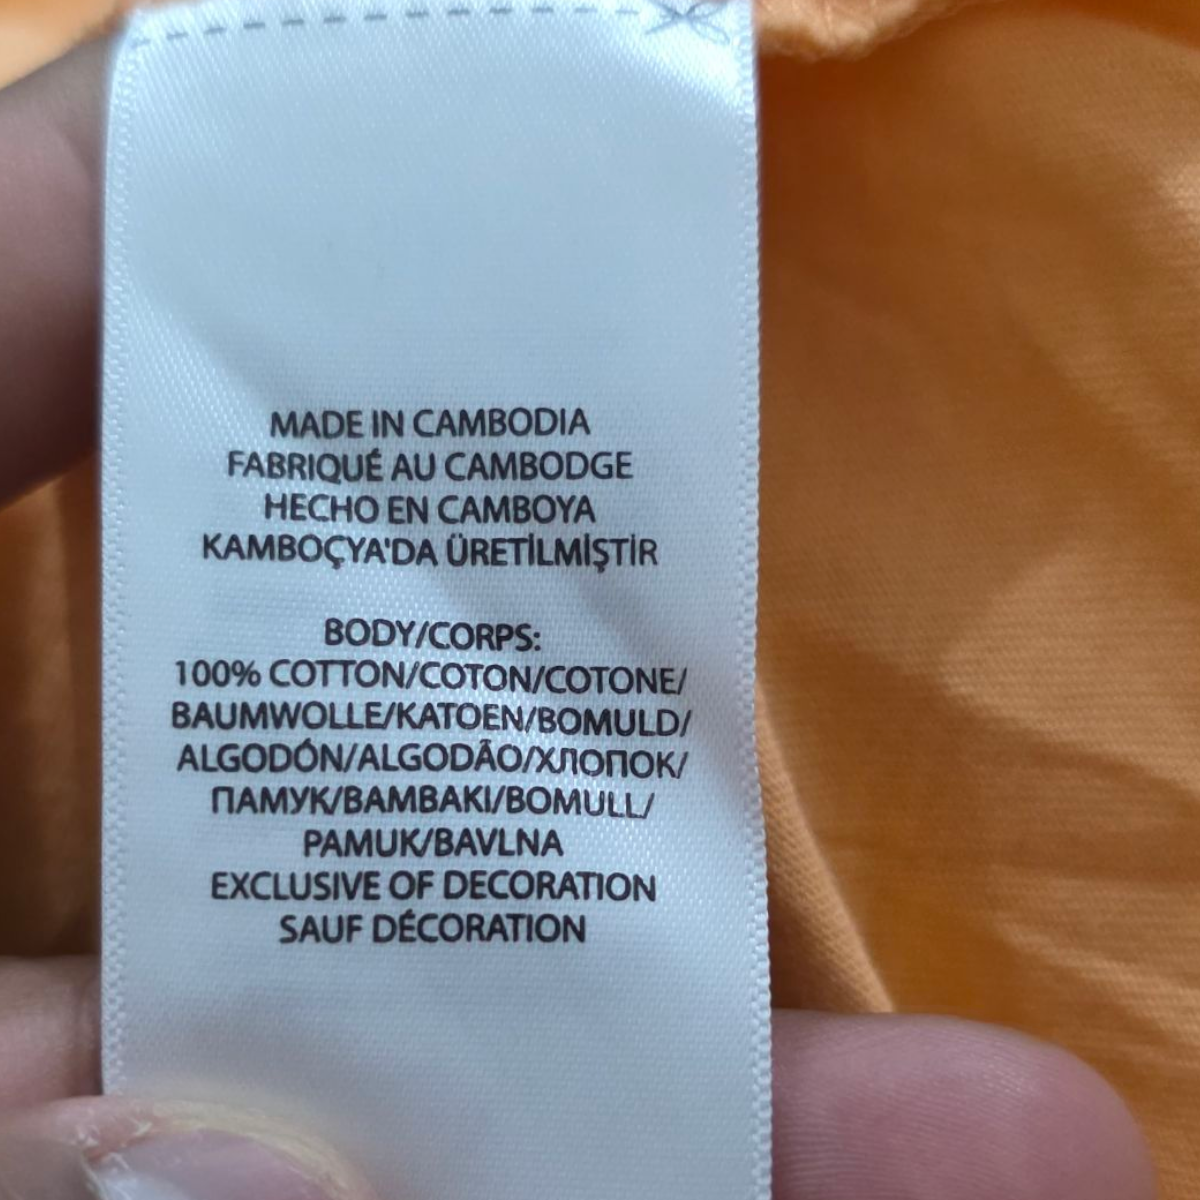 MADE IN CAMBODIA
FABRIQUÉ AU CAMBODGE
HECHO EN CAMBOYA
KAMBOÇYA'DA ÜRETİLMİŞTİR
BODY/CORPS:
100% COTTON/COTON/COTONE/
BAUMWOLLE/KATOEN/BOMULD/
ALGODÓN/ALGODÃO/ХЛОПОК/
ПАМУК/BAMBAKI/BOMULL/
PAMUK/BAVLNA
EXCLUSIVE OF DECORATION
SAUF DÉCORATION